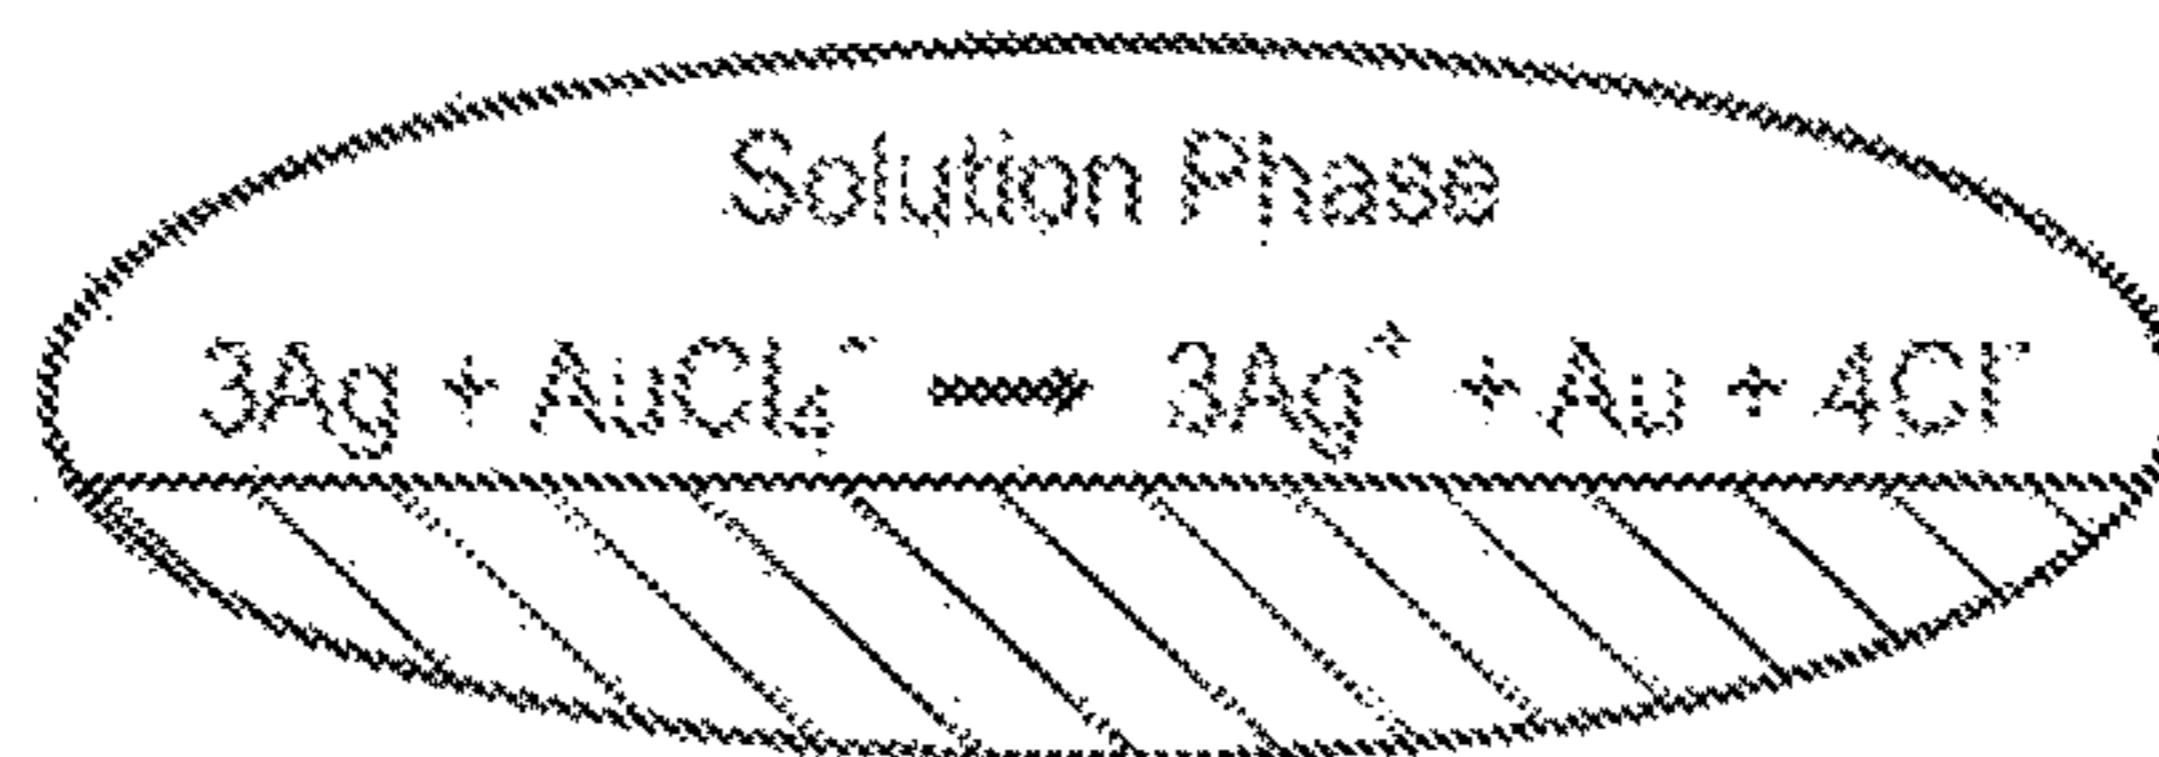 Solution Phase
3Ag + AuCl₄⁻ → 3Ag⁺ + Au + 4Cl⁻